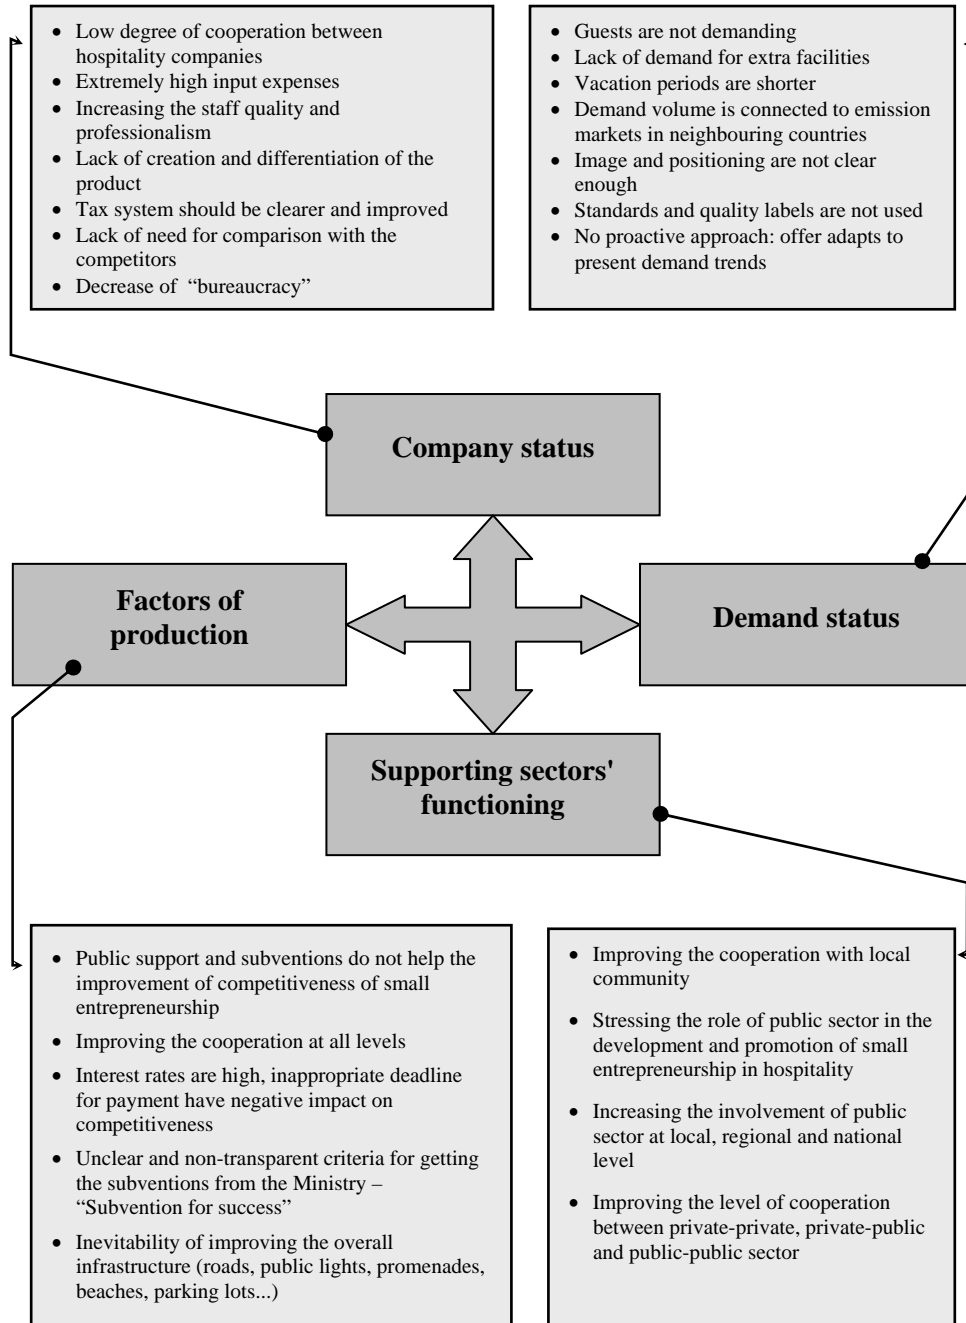 • Low degree of cooperation between
hospitality companies
• Extremely high input expenses
• Increasing the staff quality and
professionalism
• Lack of creation and differentiation of the
product
• Tax system should be clearer and improved
• Lack of need for comparison with the
competitors
• Decrease of “bureaucracy”
• Guests are not demanding
• Lack of demand for extra facilities
• Vacation periods are shorter
• Demand volume is connected to emission
markets in neighbouring countries
• Image and positioning are not clear
enough
• Standards and quality labels are not used
• No proactive approach: offer adapts to
present demand trends
Company status
Factors of
production
Demand status
Supporting sectors'
functioning
• Public support and subventions do not help the
improvement of competitiveness of small
entrepreneurship
• Improving the cooperation at all levels
• Interest rates are high, inappropriate deadline
for payment have negative impact on
competitiveness
• Unclear and non-transparent criteria for getting
the subventions from the Ministry –
“Subvention for success”
• Inevitability of improving the overall
infrastructure (roads, public lights, promenades,
beaches, parking lots...)
• Improving the cooperation with local
community
• Stressing the role of public sector in the
development and promotion of small
entrepreneurship in hospitality
• Increasing the involvement of public
sector at local, regional and national
level
• Improving the level of cooperation
between private-private, private-public
and public-public sector